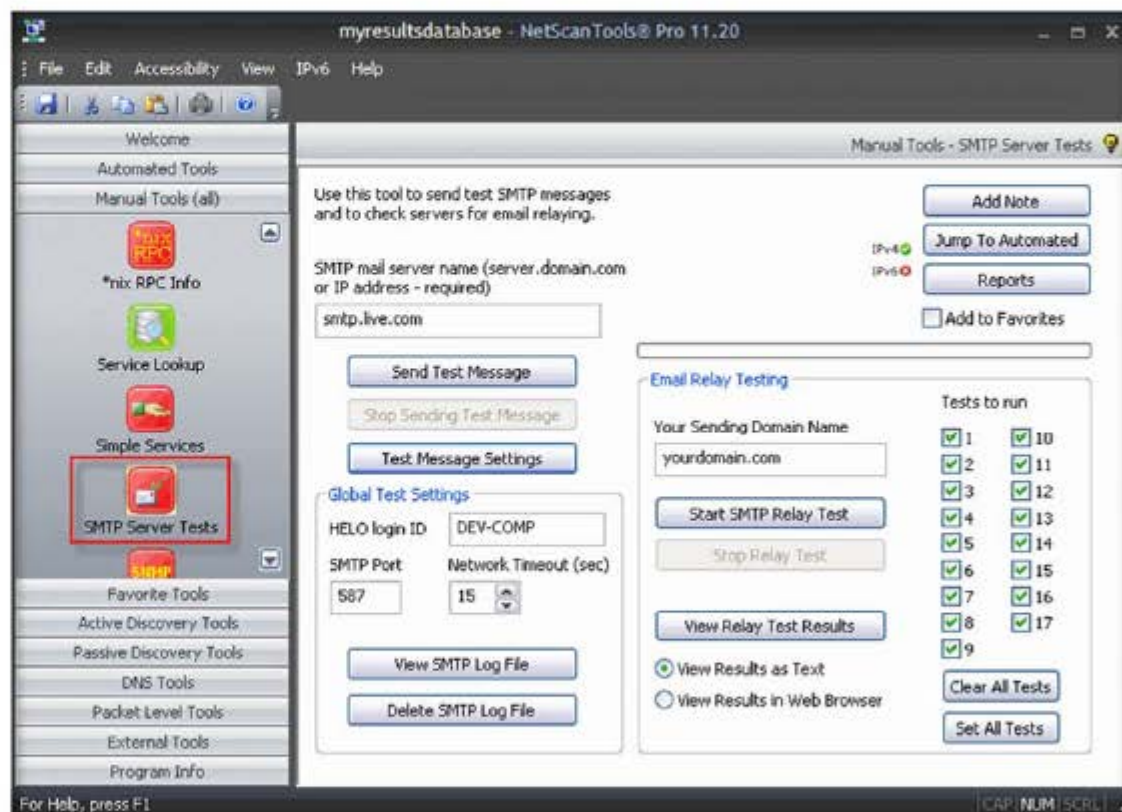 myresultsdatabase - NetScanTools® Pro 11.20
File Edit Accessibility View IPv6 Help
Welcome
Automated Tools
Manual Tools (all)
*nix RPC
*nix RPC Info
Service Lookup
Simple Services
SMTP Server Tests
SNMP
Favorite Tools
Active Discovery Tools
Passive Discovery Tools
DNS Tools
Packet Level Tools
External Tools
Program Info
Manual Tools - SMTP Server Tests
Use this tool to send test SMTP messages
and to check servers for email relaying.
Add Note
IPv4
Jump To Automated
IPv6
Reports
Add to Favorites
SMTP mail server name (server.domain.com
or IP address - required)
smtp.live.com
Send Test Message
Stop Sending Test Message
Test Message Settings
Global Test Settings
HELO login ID DEV-COMP
SMTP Port Network Timeout (sec)
587 15
View SMTP Log File
Delete SMTP Log File
Email Relay Testing
Your Sending Domain Name
yourdomain.com
Start SMTP Relay Test
Stop Relay Test
View Relay Test Results
View Results as Text
View Results in Web Browser
Tests to run
1 10
2 11
3 12
4 13
5 14
6 15
7 16
8 17
9
Clear All Tests
Set All Tests
For Help, press F1
CAP NUM SCRL